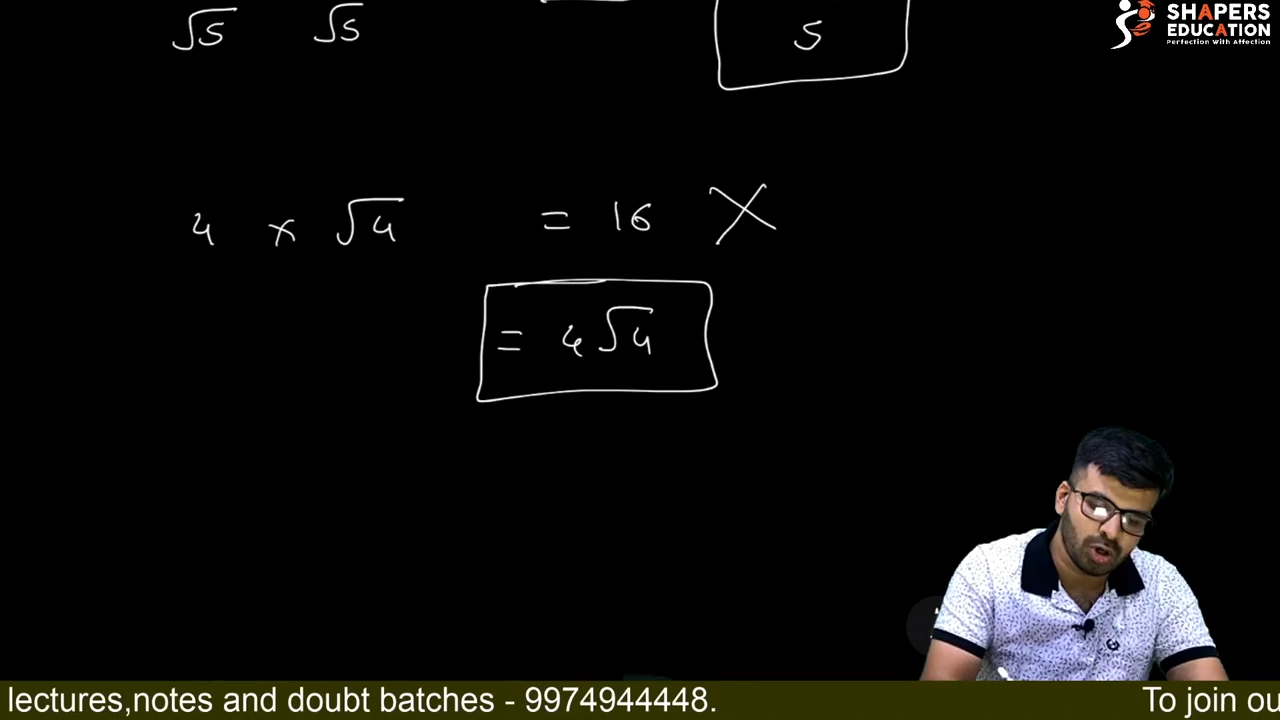 SHAPERS
EDUCATION
Perfection With Affection
√5 √5
5
4 × √4 = 16 X
= 4√4
lectures,notes and doubt batches - 9974944448. To join ou